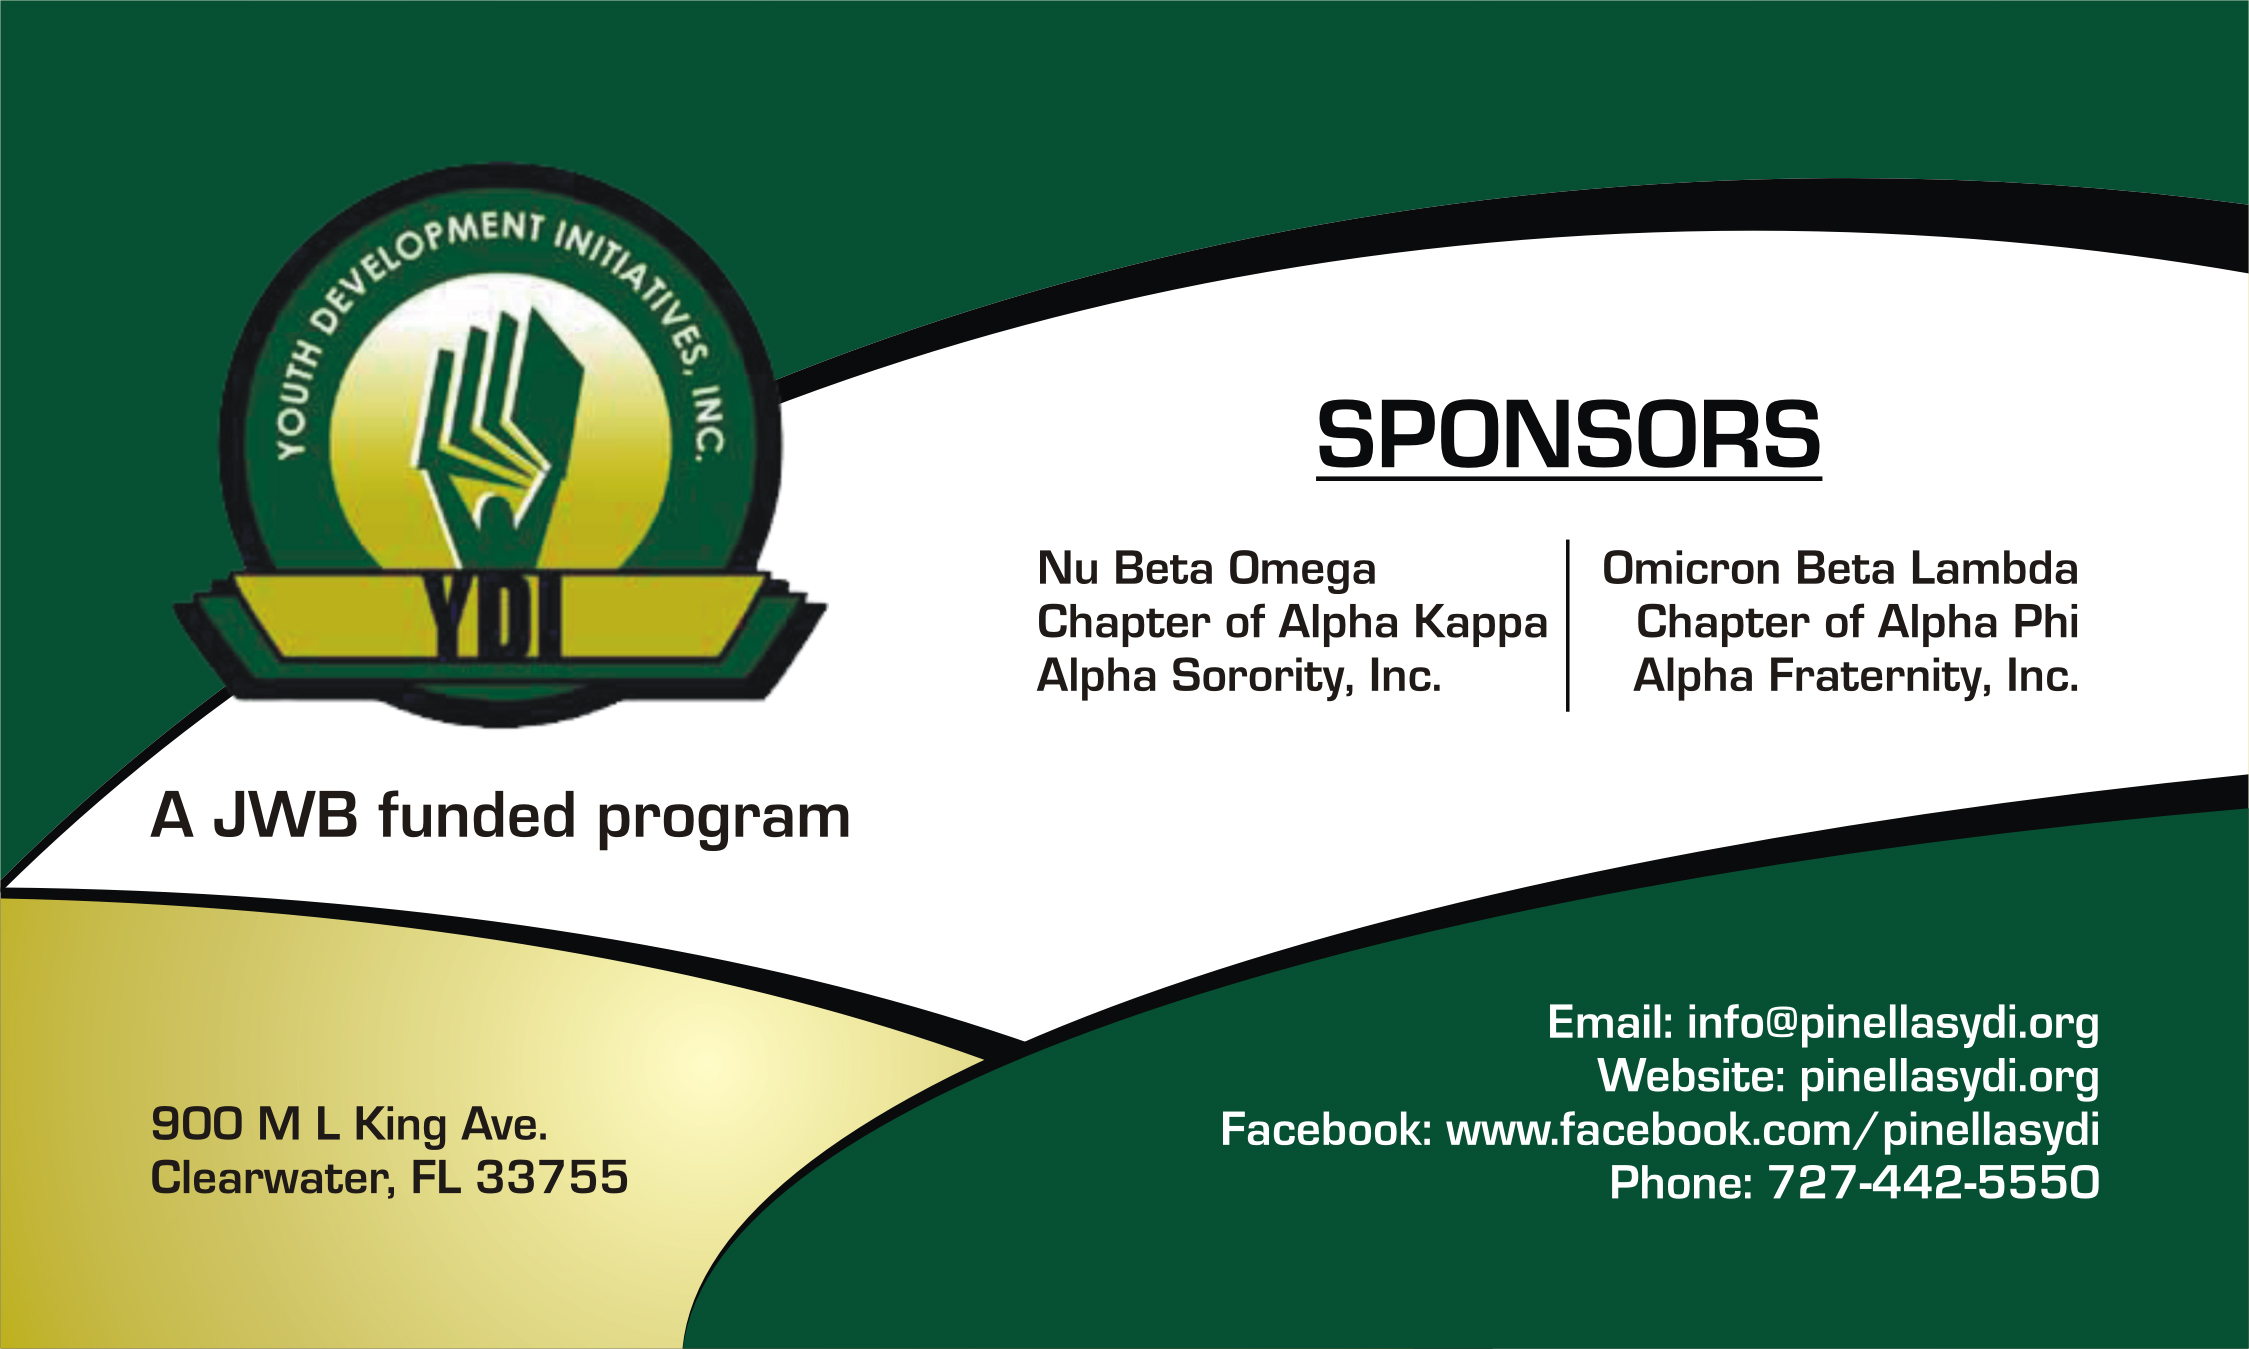 YOUTH DEVELOPMENT INITIATIVES, INC.
YDI
A JWB funded program
SPONSORS
Nu Beta Omega
Chapter of Alpha Kappa
Alpha Sorority, Inc.
Omicron Beta Lambda
Chapter of Alpha Phi
Alpha Fraternity, Inc.
900 M L King Ave.
Clearwater, FL 33755
Email: info@pinellasydi.org
Website: pinellasydi.org
Facebook: www.facebook.com/pinellasydi
Phone: 727-442-5550